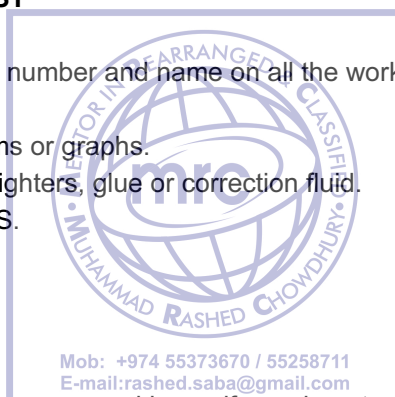 number and name on all the work
ns or graphs.
ighters, glue or correction fluid.
S.
MENTOR IN REARRANGED & CLASSIFIED
mrc
MUHAMMAD RASHED CHOWDHURY
Mob: +974 55373670 / 55258711
E-mail:rashed.saba@gmail.com